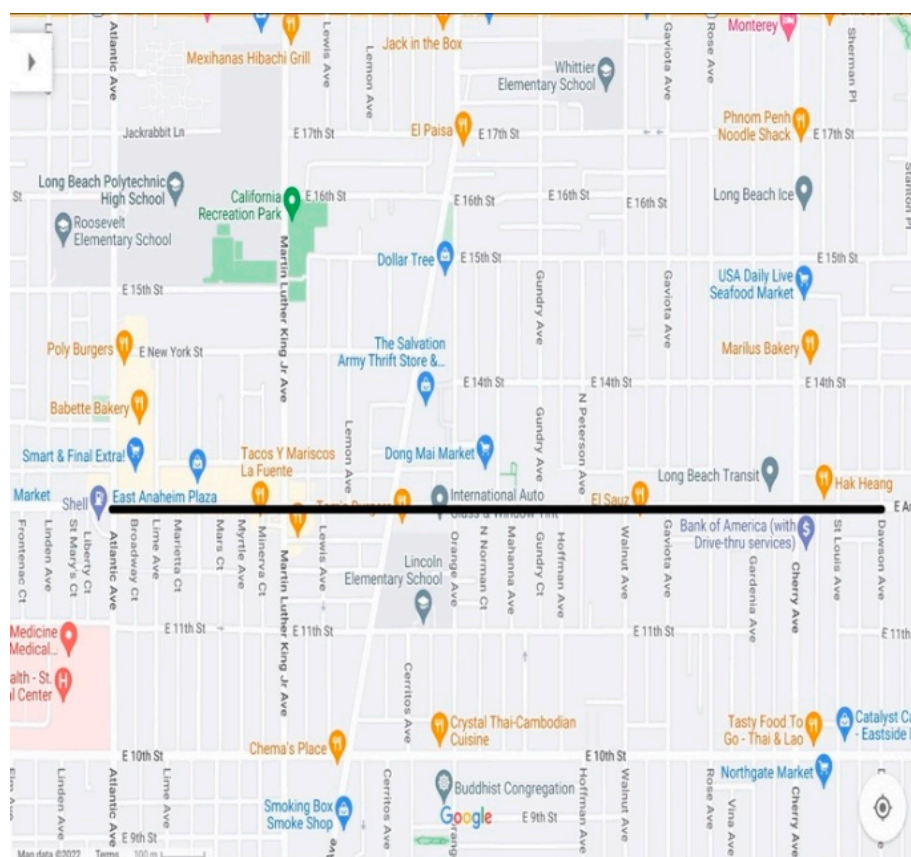 Atlantic Ave
Mexihanas Hibachi Grill
Lewis Ave
Lemon Ave
Jack in the Box
Whittier
Elementary School
Gaviota Ave
Rose Ave
Monterey
Sherman Pl
Jackrabbit Ln
E 17th St
El Paisa
E 17th St
E 17th St
Phnom Penh
Noodle Shack
Long Beach Polytechnic
High School
California
Recreation Park
E 16th St
E 16th St
E 16th St
E 16th St
Long Beach Ice
Stanton Pl
St
Roosevelt
Elementary School
Martin Luther King Jr Ave
Dollar Tree
E 15th St
E 15th St
E 15th St
Gundry Ave
Gaviota Ave
USA Daily Live
Seafood Market
Poly Burgers
E New York St
The Salvation
Army Thrift Store &...
Marilus Bakery
E 14th St
E 14th St
E 14th St
Babette Bakery
Lemon Ave
Gundry Ave
N Peterson Ave
Smart & Final Extra!
Tacos Y Mariscos
La Fuente
Dong Mai Market
Long Beach Transit
Hak Heang
Market
Shell
East Anaheim Plaza
International Auto
El Sauz
Frontenac Ct
Linden Ave
St Mary's Ct
Liberty Ct
Atlantic Ave
Broadway Ct
Lime Ave
Marietta Ct
Mars Ct
Myrtle Ave
Minerva Ct
Martin Luther King Jr Ave
Lewis Ave
Lincoln
Elementary School
Orange Ave
N Norman Ct
Mahanna Ave
Gundry Ct
Hoffman Ave
Walnut Ave
Gaviota Ave
Bank of America (with
Drive-thru services)
Gardenia Ave
Cherry Ave
St Louis Ave
Dawson Ave
E 11th St
E 11th St
E 11th St
E 11th
Medicine
Medical...
alth - St.
l Center
Cerritos Ave
Crystal Thai-Cambodian
Cuisine
Tasty Food To
Go - Thai & Lao
Catalyst Ca
- Eastside
Chema's Place
E 10th St
E 10th St
Northgate Market
Linden Ave
Atlantic Ave
Lime Ave
Smoking Box
Smoke Shop
Cerritos Ave
Buddhist Congregation
Google
E 9th St
Hoffman Ave
Walnut Ave
Rose Ave
Vina Ave
Cherry Ave
E 9th St
Map data ©2022
Terms
100 m